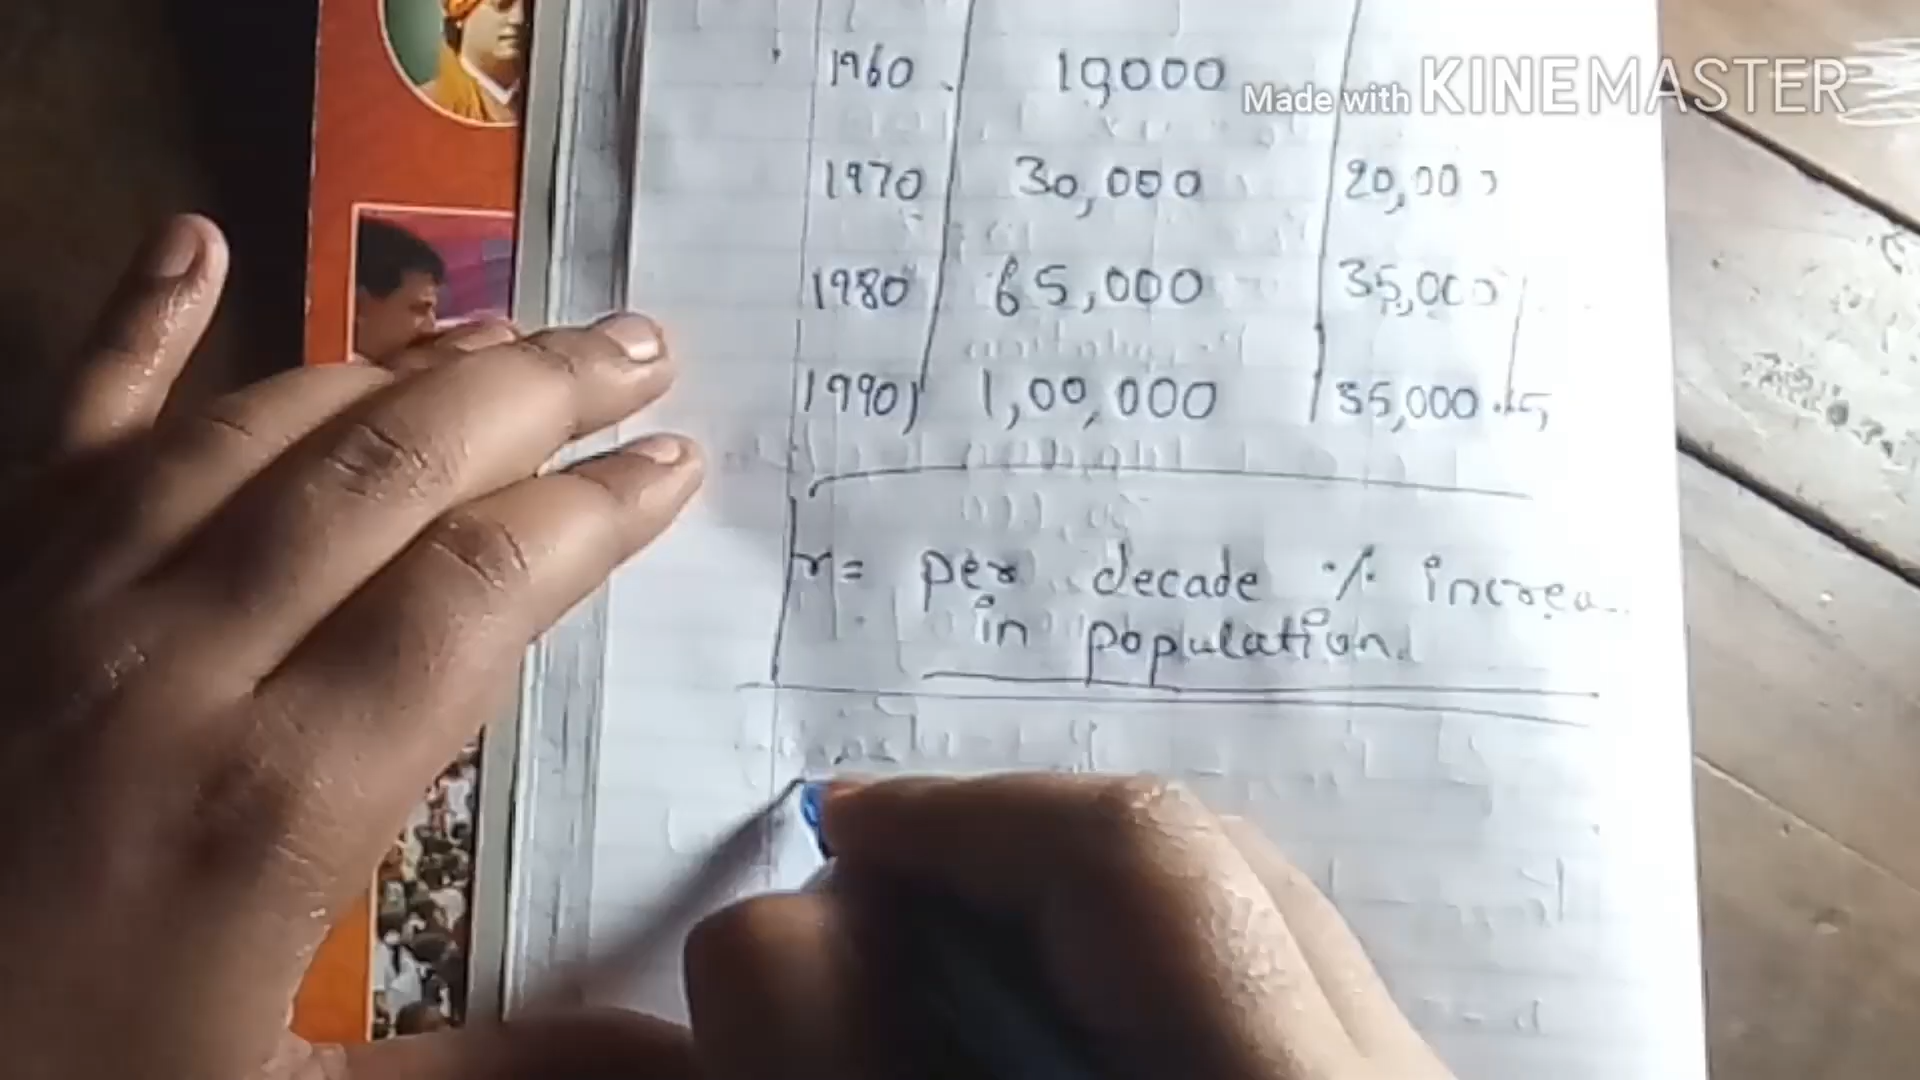 1960 10000
Made with KINEMASTER
1970 30,000 20,000
1980 65,000 35,000
1990 1,00,000 35,000
r = per decade % increa
in population.